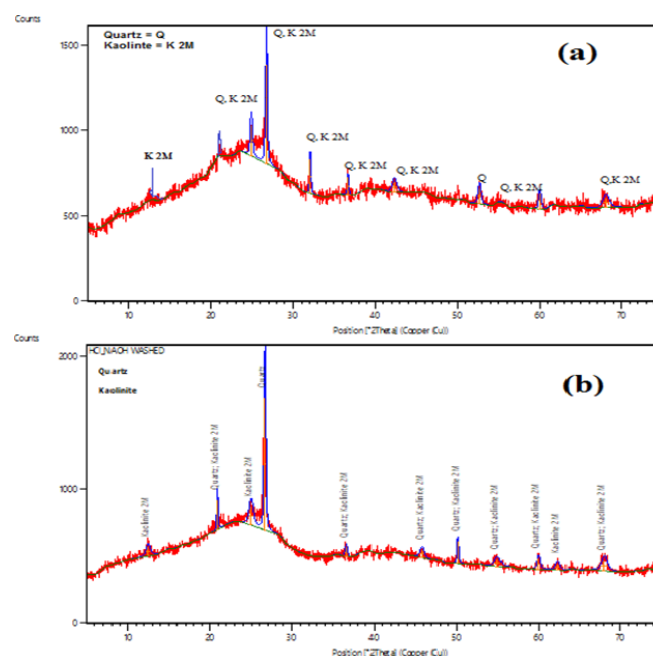 Counts
Quartz = Q
Kaolinte = K 2M
(a)
Q, K 2M
Q, K 2M
Q
K 2M
Q, K 2M
Q, K 2M
Q, K 2M
Q
Q, K 2M
Q,K 2M
1500
1000
500
0
10 20 30 40 50 60 70
Position [°2Theta] (Copper (Cu))
Counts
HCl_NAOH WASHED
Quartz
Kaolinite
(b)
2000
1000
0
Kaolinite 2M
Quartz; Kaolinite 2M
Kaolinite 2M
Quartz
Quartz; Kaolinite 2M
Quartz; Kaolinite 2M
Quartz; Kaolinite 2M
Quartz; Kaolinite 2M
Quartz; Kaolinite 2M
Kaolinite 2M
Quartz; Kaolinite 2M
10 20 30 40 50 60 70
Position [°2Theta] (Copper (Cu))